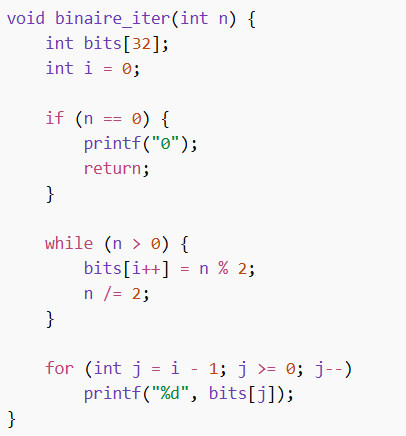 void binaire_iter(int n) {
    int bits[32];
    int i = 0;

    if (n == 0) {
        printf("0");
        return;
    }

    while (n > 0) {
        bits[i++] = n % 2;
        n /= 2;
    }

    for (int j = i - 1; j >= 0; j--)
        printf("%d", bits[j]);
}